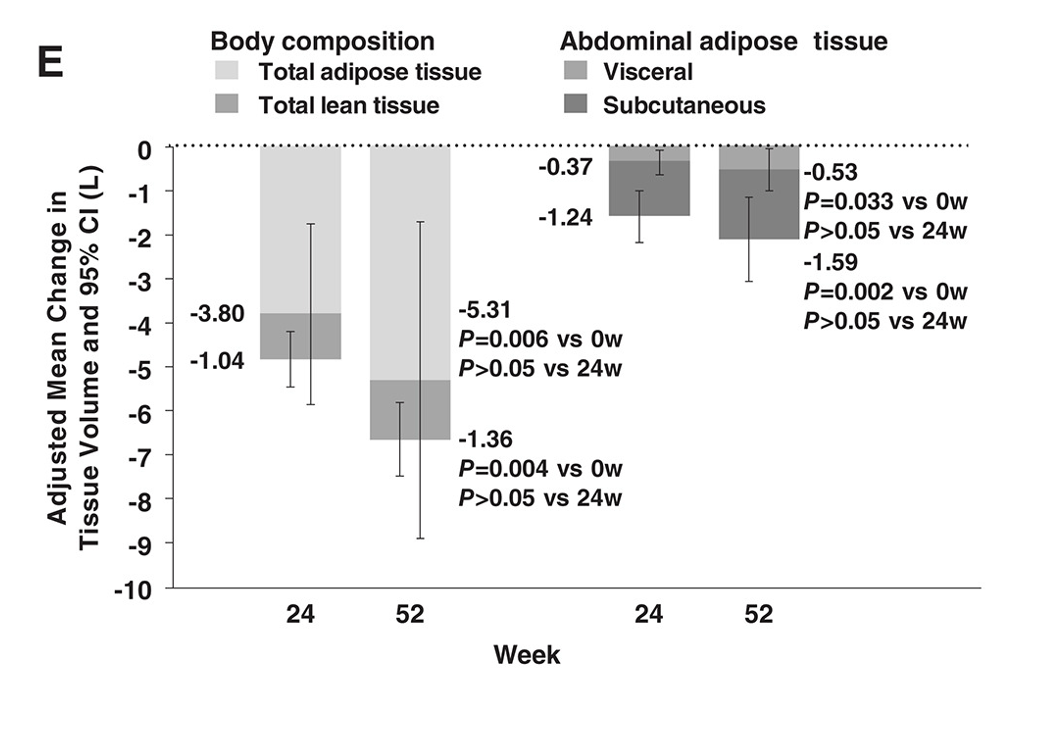 E
Body composition
Total adipose tissue
Total lean tissue
Abdominal adipose tissue
Visceral
Subcutaneous
Adjusted Mean Change in
Tissue Volume and 95% CI (L)
0
-1
-2
-3
-4
-5
-6
-7
-8
-9
-10
-3.80
-1.04
-5.31
P=0.006 vs 0w
P>0.05 vs 24w
-1.36
P=0.004 vs 0w
P>0.05 vs 24w
-0.37
-1.24
-0.53
P=0.033 vs 0w
P>0.05 vs 24w
-1.59
P=0.002 vs 0w
P>0.05 vs 24w
24
52
24
52
Week